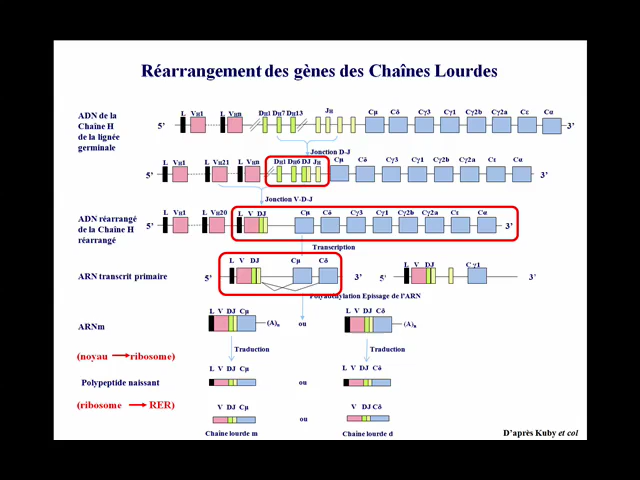 Réarrangement des gènes des Chaînes Lourdes
ADN de la
Chaîne H
de la lignée
germinale
L VH1 L VHn DH1 DH7 DH13 JH Cμ Cδ Cγ3 Cγ1 Cγ2b Cγ2a Cε Cα
5' 3'
Jonction D-J
L VH1 L VH21 L VHn DH1 DH6 DJ JH Cμ Cδ Cγ3 Cγ1 Cγ2b Cγ2a Cε Cα
5' 3'
Jonction V-D-J
ADN réarrangé
de la Chaîne H
réarrangé
L VH1 L VH20 L V DJ Cμ Cδ Cγ3 Cγ1 Cγ2b Cγ2a Cε Cα
5' 3'
Transcription
ARN transcrit primaire
L V DJ Cμ Cδ L V DJ Cγ1
5' 3' 5' 3'
Polyadénylation Epissage de l'ARN
L V DJ Cμ L V DJ Cδ
ARNm (A)n ou (A)n
Traduction Traduction
(noyau ribosome)
L V DJ Cμ L V DJ Cδ
Polypeptide naissant ou
(ribosome RER)
V DJ Cμ V DJ Cδ
ou
Chaîne lourde m Chaîne lourde d
D'après Kuby et col